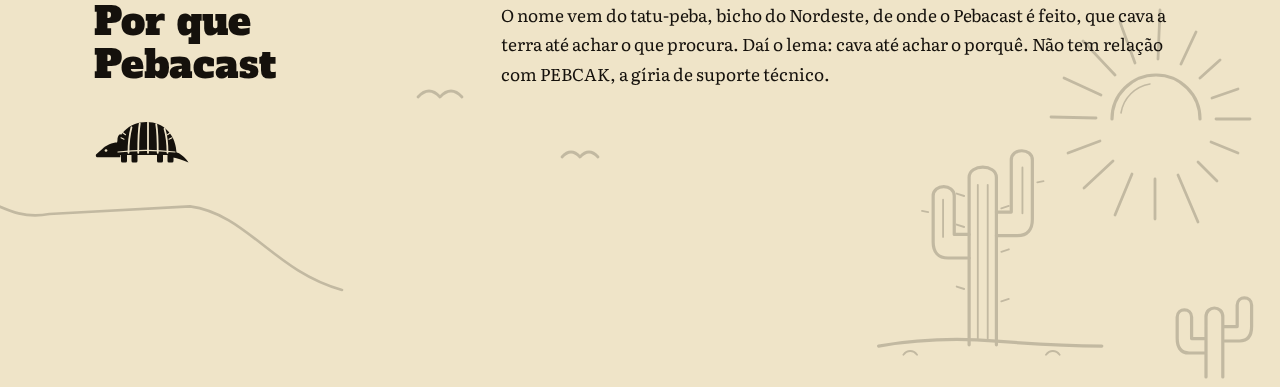 Por que
Pebacast
O nome vem do tatu-peba, bicho do Nordeste, de onde o Pebacast é feito, que cava a
terra até achar o que procura. Daí o lema: cava até achar o porquê. Não tem relação
com PEBCAK, a gíria de suporte técnico.